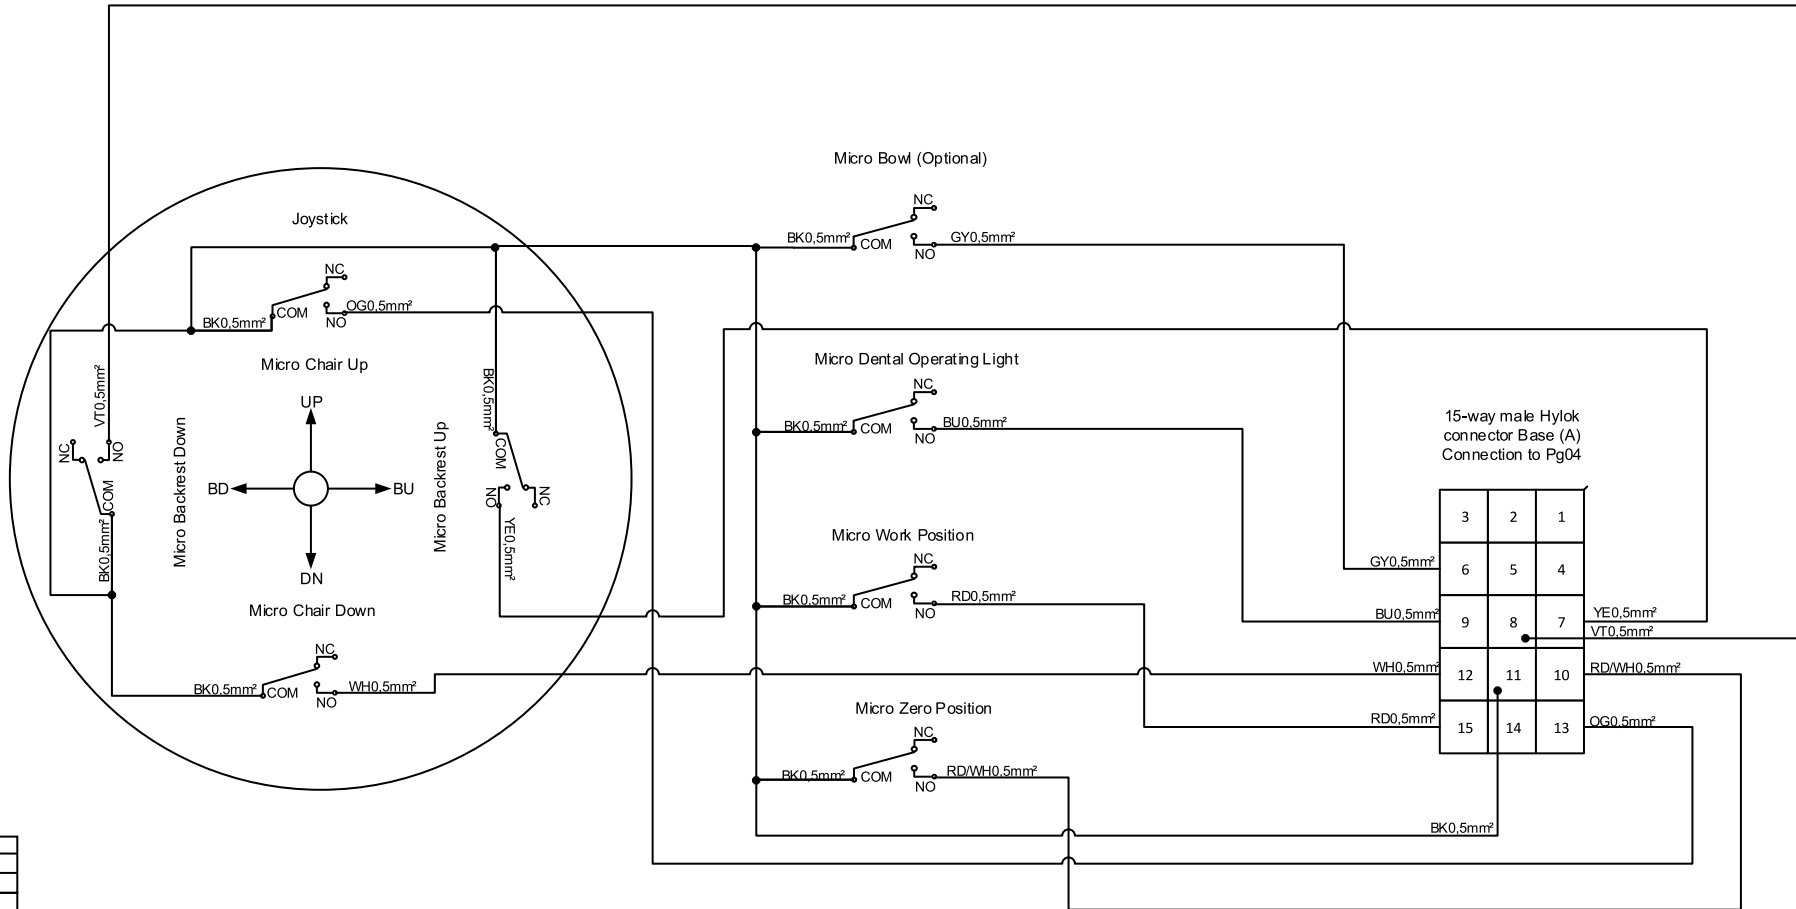 Micro Bowl (Optional)
NC
BK0,5mm²
COM
NO
GY0,5mm²
Joystick
NC
BK0,5mm²
COM
NO
OG0,5mm²
Micro Chair Up
VT0,5mm²
NC
NO
COM
BK0,5mm²
Micro Backrest Down
UP
BD
BU
DN
Micro Backrest Up
BK0,5mm²
COM
NO
NC
YE0,5mm²
Micro Chair Down
NC
BK0,5mm²
COM
NO
WH0,5mm²
Micro Dental Operating Light
NC
BK0,5mm²
COM
NO
BU0,5mm²
Micro Work Position
NC
BK0,5mm²
COM
NO
RD0,5mm²
Micro Zero Position
NC
BK0,5mm²
COM
NO
RD/WH0,5mm²
15-way male Hylok
connector Base (A)
Connection to Pg04
3 2 1
GY0,5mm² 6 5 4
BU0,5mm² 9 8 7 YE0,5mm²
VT0,5mm²
WH0,5mm² 12 11 10 RD/WH0,5mm²
RD0,5mm² 15 14 13 OG0,5mm²
BK0,5mm²